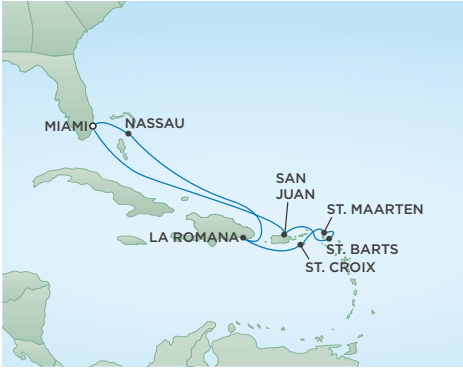 MIAMI
NASSAU
SAN
JUAN
ST. MAARTEN
LA ROMANA
ST. BARTS
ST. CROIX